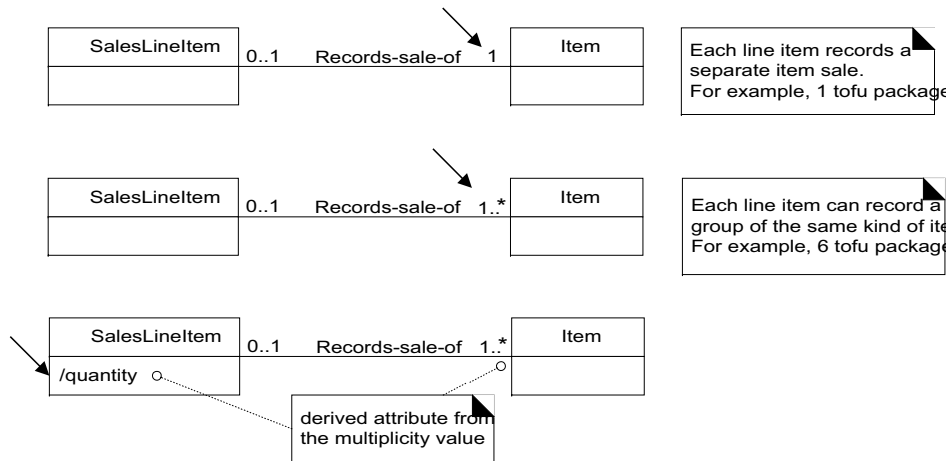 SalesLineItem
0..1 Records-sale-of 1
Item
Each line item records a
separate item sale.
For example, 1 tofu package
SalesLineItem
0..1 Records-sale-of 1..*
Item
Each line item can record a
group of the same kind of ite
For example, 6 tofu package
SalesLineItem
0..1 Records-sale-of 1..*
Item
/quantity
derived attribute from
the multiplicity value